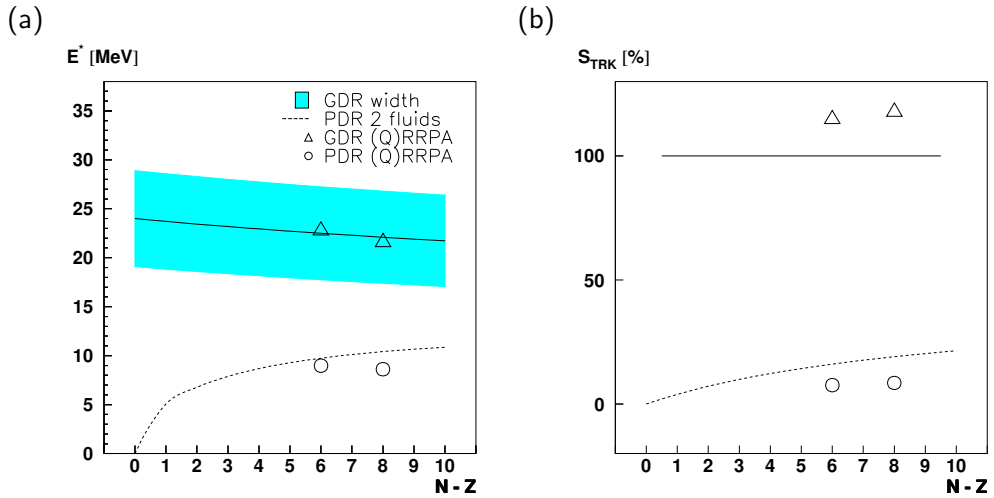 (a)
E* [MeV]
GDR width
PDR 2 fluids
GDR (Q)RRPA
PDR (Q)RRPA
35
30
25
20
15
10
5
0
0 1 2 3 4 5 6 7 8 9 10
N - Z
(b)
S_TRK [%]
100
50
0
0 1 2 3 4 5 6 7 8 9 10
N - Z